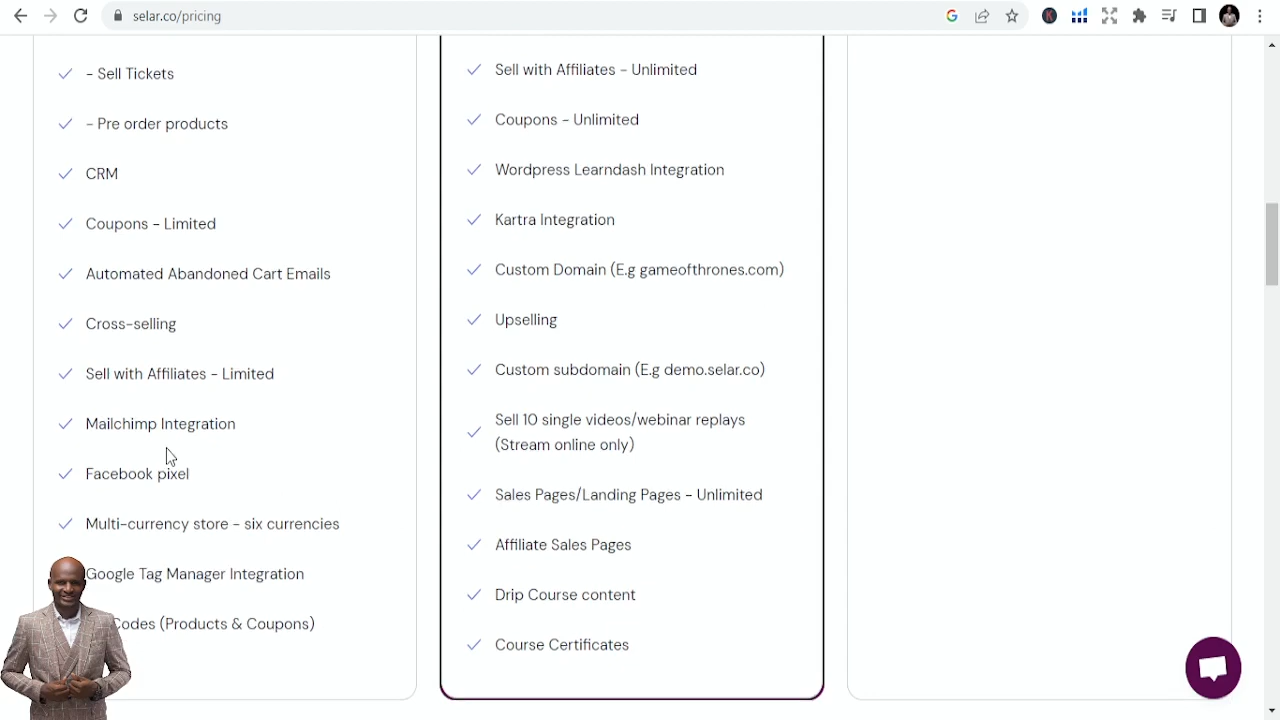 selar.co/pricing
- Sell Tickets
- Pre order products
CRM
Coupons - Limited
Automated Abandoned Cart Emails
Cross-selling
Sell with Affiliates - Limited
Mailchimp Integration
Facebook pixel
Multi-currency store - six currencies
Google Tag Manager Integration
Codes (Products & Coupons)
Sell with Affiliates - Unlimited
Coupons - Unlimited
Wordpress Learndash Integration
Kartra Integration
Custom Domain (E.g gameofthrones.com)
Upselling
Custom subdomain (E.g demo.selar.co)
Sell 10 single videos/webinar replays
(Stream online only)
Sales Pages/Landing Pages - Unlimited
Affiliate Sales Pages
Drip Course content
Course Certificates